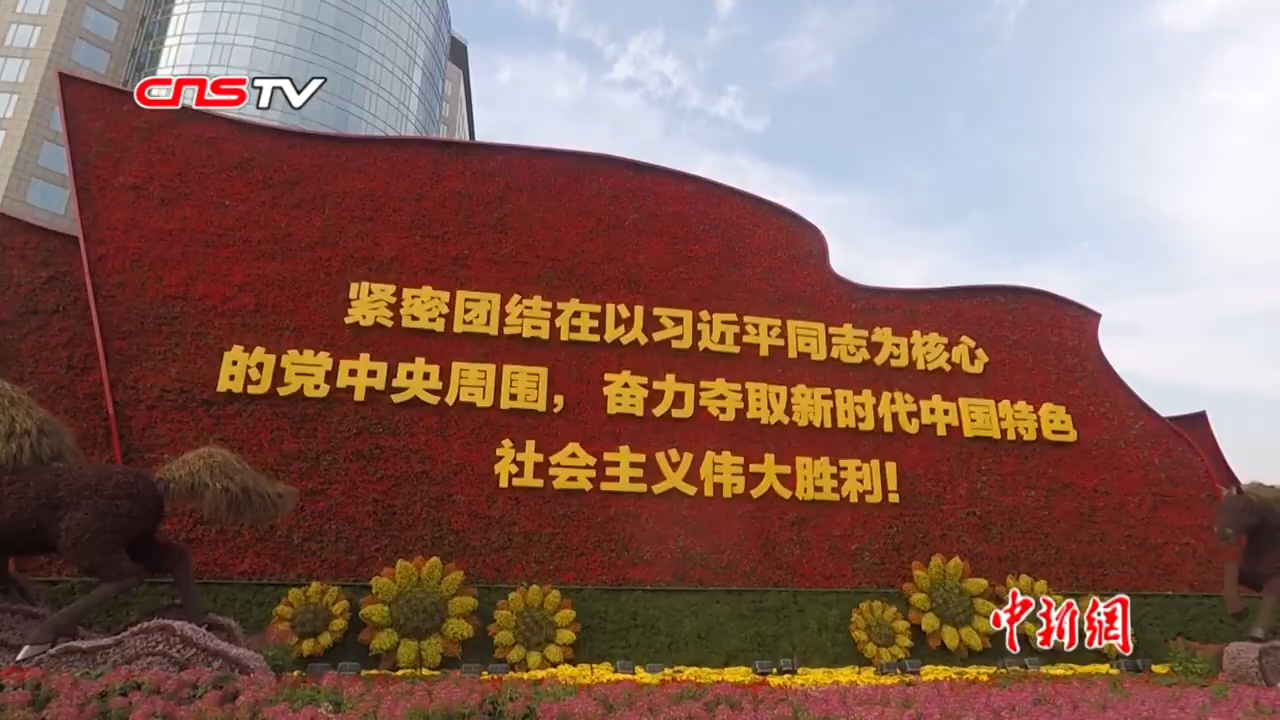 CNSTV
紧密团结在以习近平同志为核心
的党中央周围，奋力夺取新时代中国特色
社会主义伟大胜利！
中新網